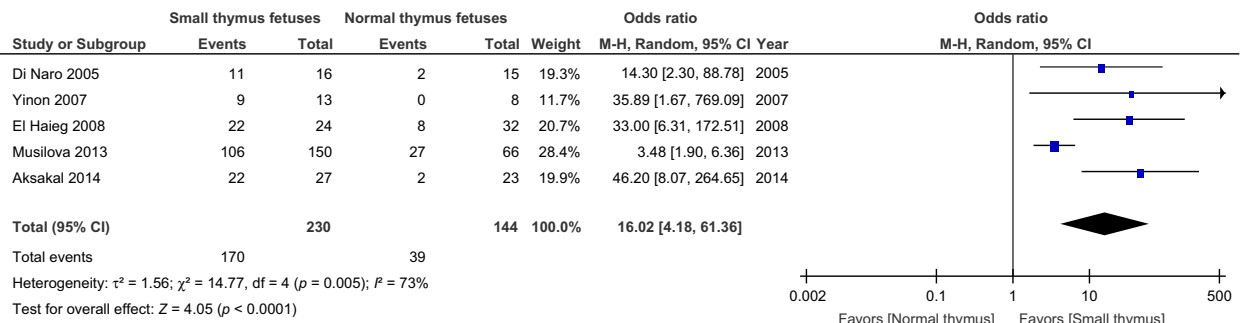 Small thymus fetuses Normal thymus fetuses Odds ratio Odds ratio
Study or Subgroup Events Total Events Total Weight M-H, Random, 95% CI Year M-H, Random, 95% CI
Di Naro 2005 11 16 2 15 19.3% 14.30 [2.30, 88.78] 2005
Yinon 2007 9 13 0 8 11.7% 35.89 [1.67, 769.09] 2007
El Haieg 2008 22 24 8 32 20.7% 33.00 [6.31, 172.51] 2008
Musilova 2013 106 150 27 66 28.4% 3.48 [1.90, 6.36] 2013
Aksakal 2014 22 27 2 23 19.9% 46.20 [8.07, 264.65] 2014
Total (95% CI) 230 144 100.0% 16.02 [4.18, 61.36]
Total events 170 39
Heterogeneity: τ² = 1.56; χ² = 14.77, df = 4 (p = 0.005); I² = 73%
Test for overall effect: Z = 4.05 (p < 0.0001)
0.002 0.1 1 10 500
Favors [Normal thymus] Favors [Small thymus]